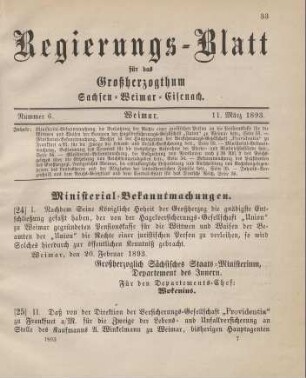 53
Regierungs-Blatt
für das
Großherzogthum
Sachsen-Weimar-Eisenach.
Nummer 6. Weimar. 11. März 1893.
Inhalt:
Ministerial-Bekanntmachungen.
[24] I. Nachdem Seine Königliche Hoheit der Großherzog die gnädigste Ent-
schließung gefaßt haben, der von der Hagelversicherungs-Gesellschaft „Union“
zu Weimar gegründeten Pensionskasse für die Wittwen und Waisen der Be-
amten der „Union“ die Rechte einer juristischen Person zu verleihen, so wird
Solches hierdurch zur öffentlichen Kenntniß gebracht.
Weimar, den 20. Februar 1893.
Großherzoglich Sächsisches Staats-Ministerium,
Departement des Innern.
Für den Departements-Chef:
Wokenius.
[25] II. Daß von der Direktion der Versicherungs-Gesellschaft „Providentia“
zu Frankfurt a/M. für die Zweige der Lebens- und Unfallversicherung an
Stelle des Kaufmanns A. Winkelmann zu Weimar, bisherigen Hauptagenten
1893 7